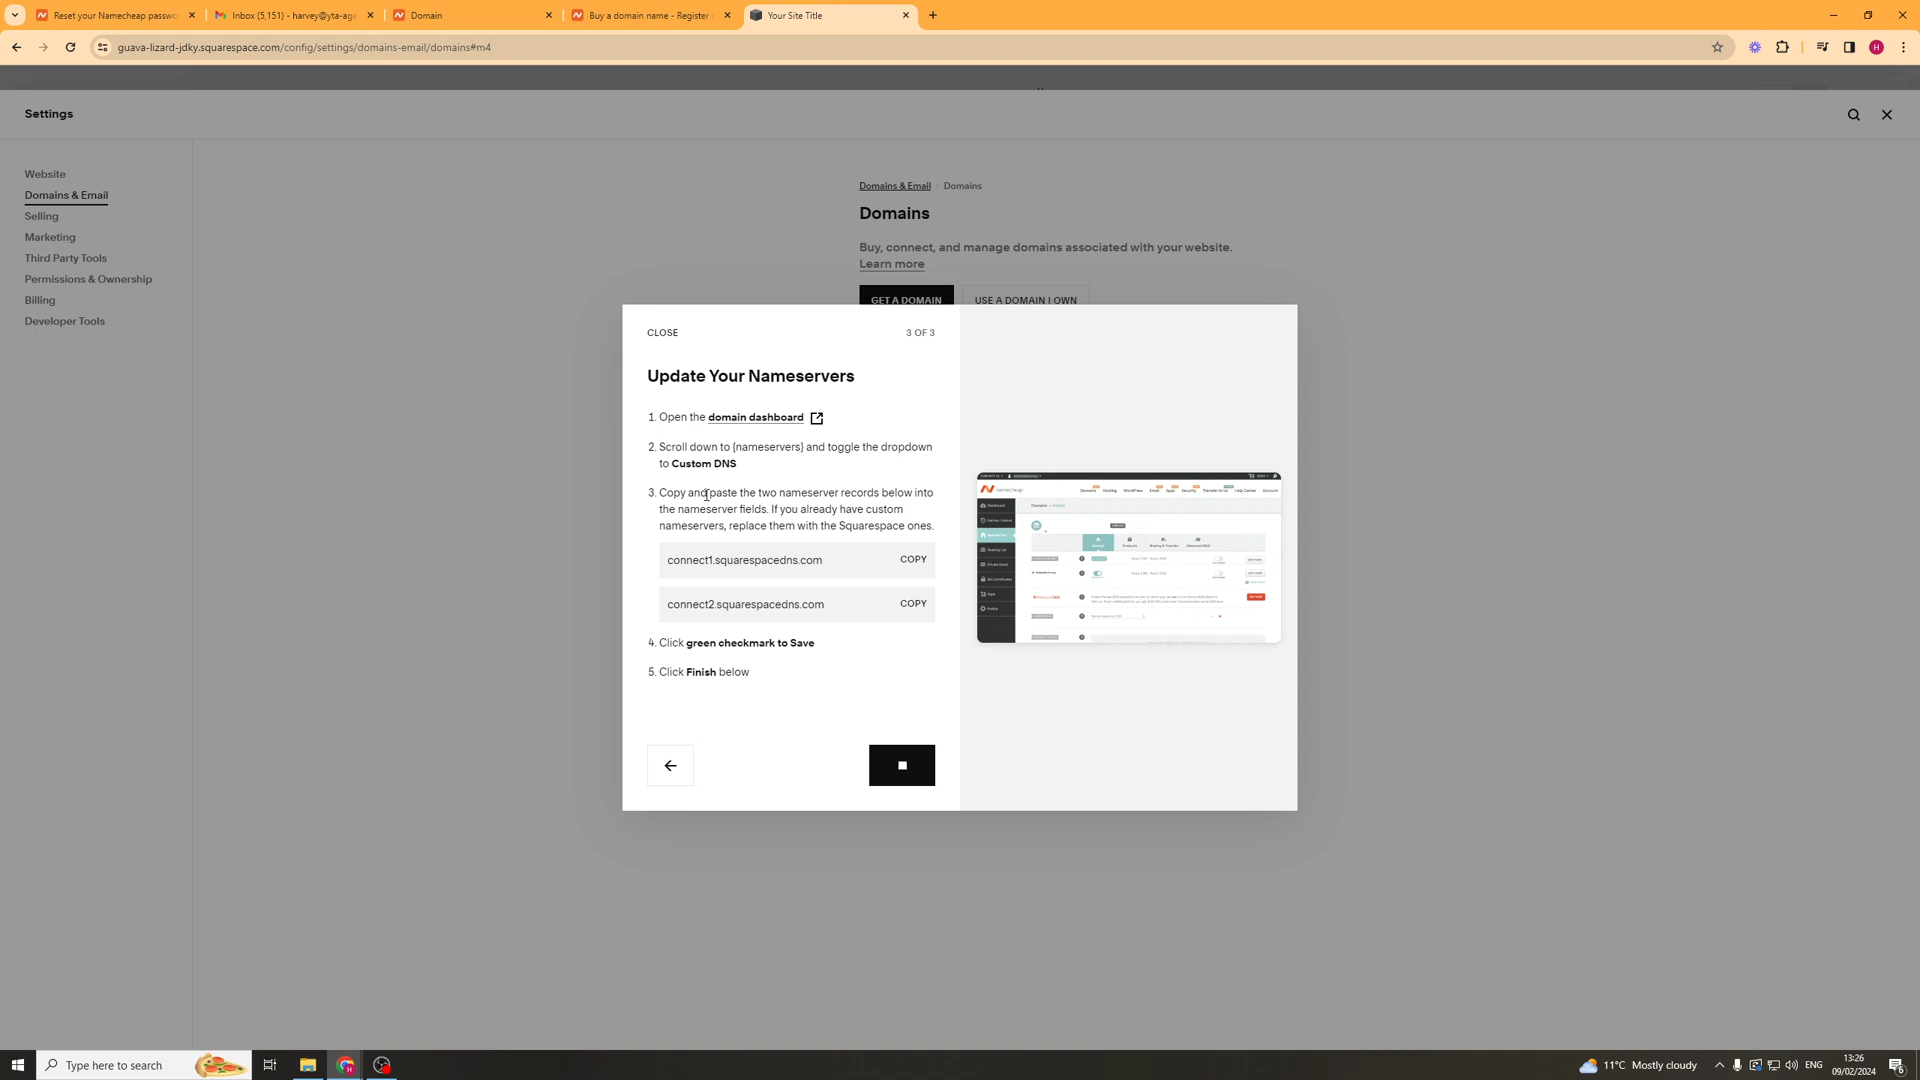 Reset your Namecheap passwo
Inbox (5,151) - harvey@yta-age
Domain
Buy a domain name - Register
Your Site Title
guava-lizard-jdky.squarespace.com/config/settings/domains-email/domains#m4
H
Settings
Website
Domains & Email
Selling
Marketing
Third Party Tools
Permissions & Ownership
Billing
Developer Tools
Domains & Email / Domains
Domains
Buy, connect, and manage domains associated with your website.
Learn more
GET A DOMAIN
USE A DOMAIN I OWN
CLOSE
3 OF 3
Update Your Nameservers
1. Open the domain dashboard
2. Scroll down to {nameservers} and toggle the dropdown
to Custom DNS
3. Copy and paste the two nameserver records below into
the nameserver fields. If you already have custom
nameservers, replace them with the Squarespace ones.
connect1.squarespacedns.com COPY
connect2.squarespacedns.com COPY
4. Click green checkmark to Save
5. Click Finish below
Type here to search
11°C Mostly cloudy
ENG
13:26
09/02/2024